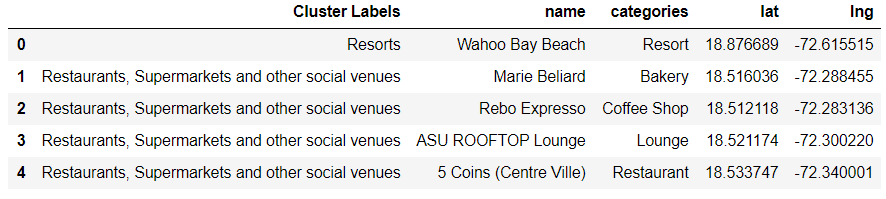 Cluster Labels name categories lat lng
0 Resorts Wahoo Bay Beach Resort 18.876689 -72.615515
1 Restaurants, Supermarkets and other social venues Marie Beliard Bakery 18.516036 -72.288455
2 Restaurants, Supermarkets and other social venues Rebo Expresso Coffee Shop 18.512118 -72.283136
3 Restaurants, Supermarkets and other social venues ASU ROOFTOP Lounge Lounge 18.521174 -72.300220
4 Restaurants, Supermarkets and other social venues 5 Coins (Centre Ville) Restaurant 18.533747 -72.340001